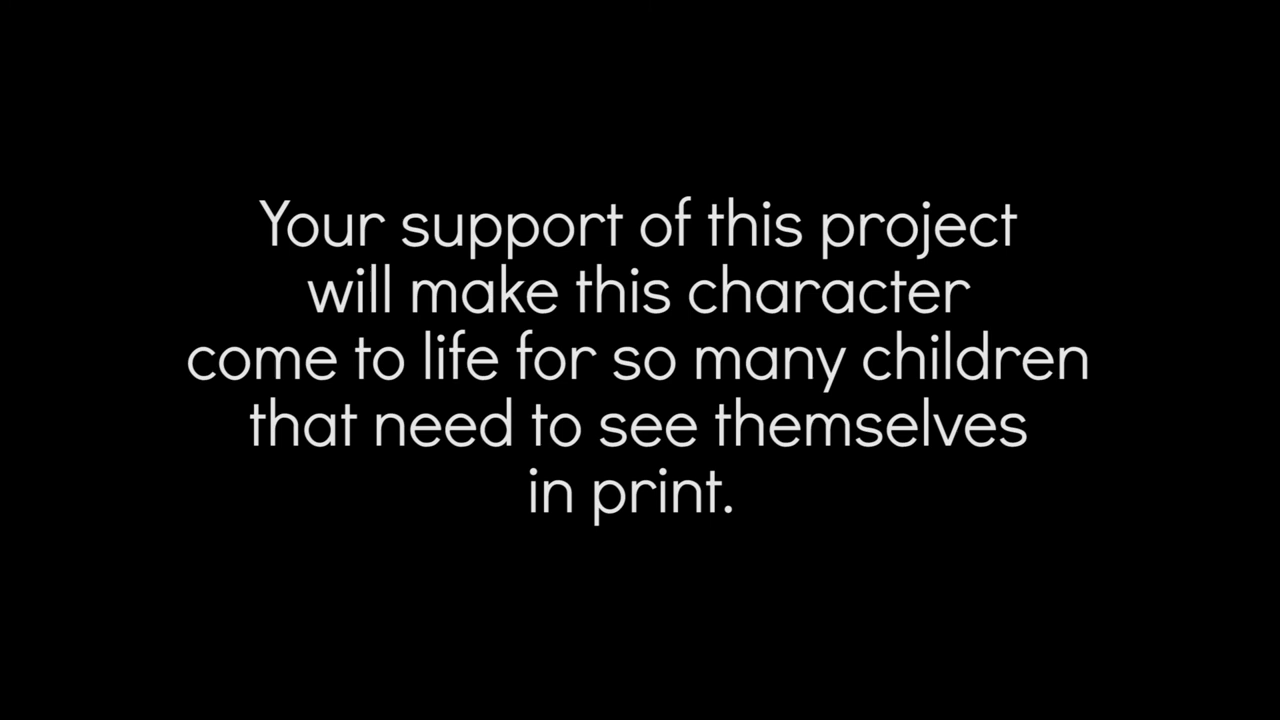 Your support of this project
will make this character
come to life for so many children
that need to see themselves
in print.